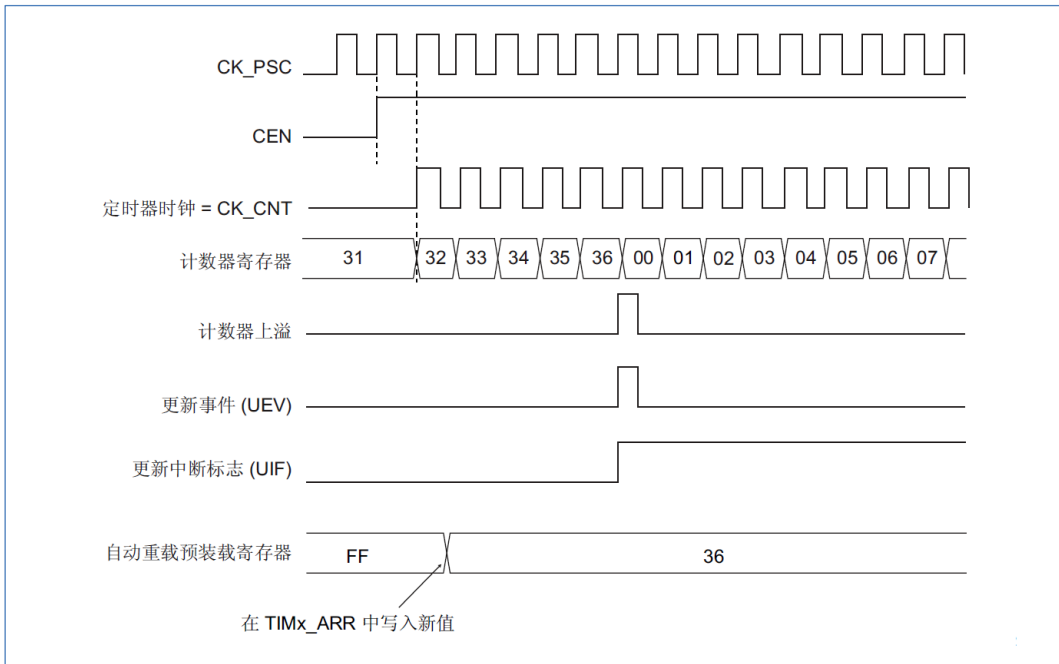 CK_PSC
CEN
定时器时钟 = CK_CNT
计数器寄存器 31 32 33 34 35 36 00 01 02 03 04 05 06 07
计数器上溢
更新事件 (UEV)
更新中断标志 (UIF)
自动重载预装载寄存器 FF 36
在 TIMx_ARR 中写入新值